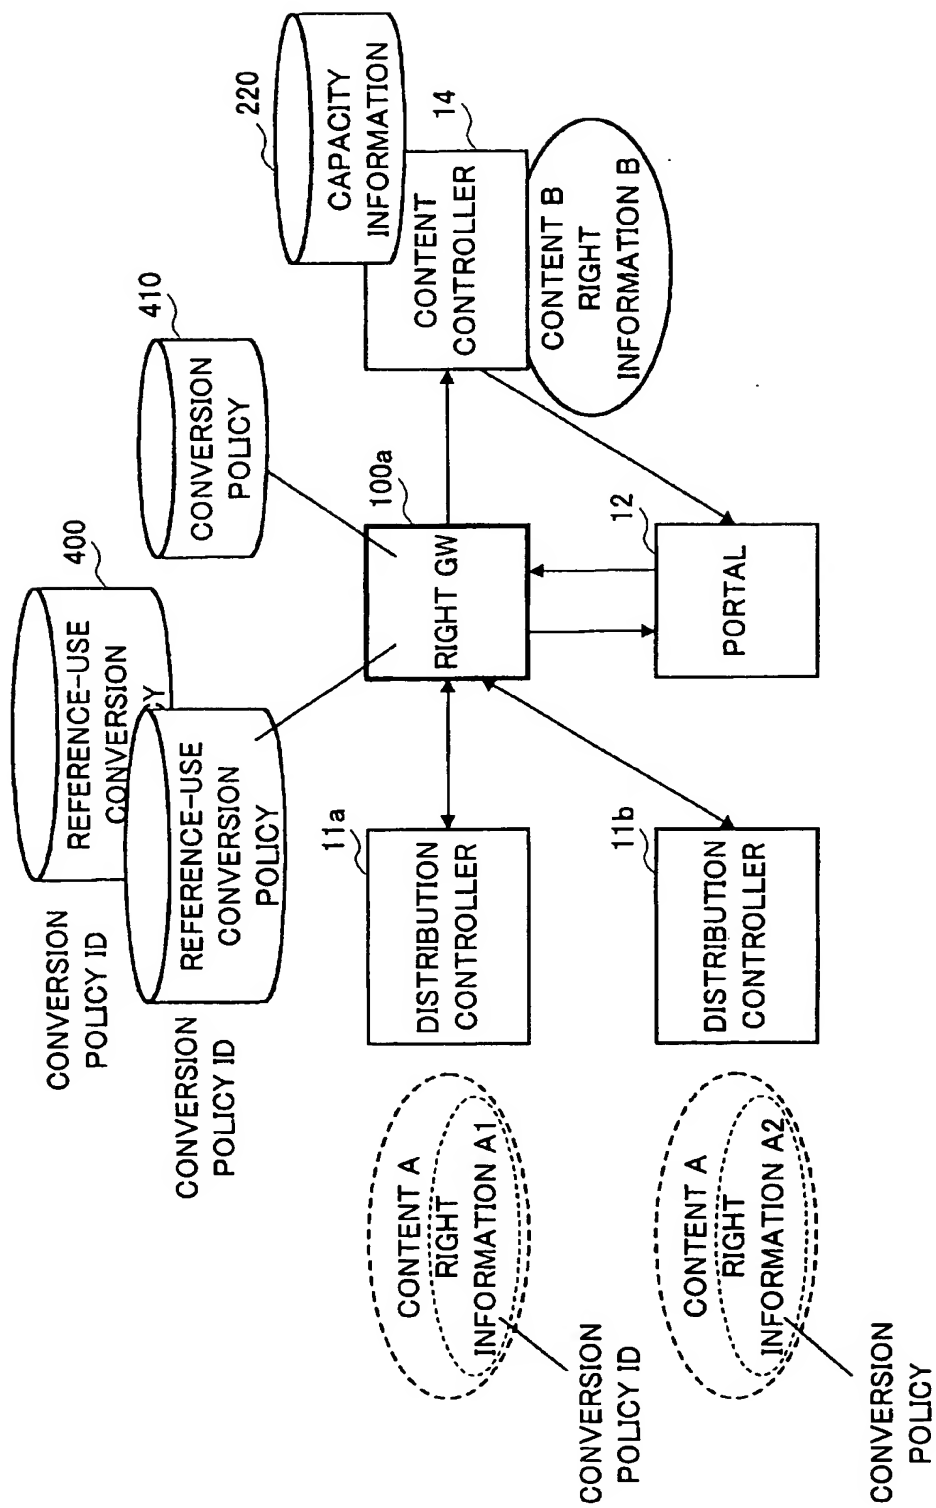 CONVERSION
POLICY ID
REFERENCE-USE
CONVERSION
CY
400
CONVERSION
POLICY ID
REFERENCE-USE
CONVERSION
POLICY
CONVERSION
POLICY
410
CAPACITY
INFORMATION
220
CONTENT A
RIGHT
INFORMATION A1
CONVERSION
POLICY ID
DISTRIBUTION
CONTROLLER
11a
RIGHT GW
100a
CONTENT
CONTROLLER
14
CONTENT B
RIGHT
INFORMATION B
CONTENT A
RIGHT
INFORMATION A2
CONVERSION
POLICY
DISTRIBUTION
CONTROLLER
11b
PORTAL
12